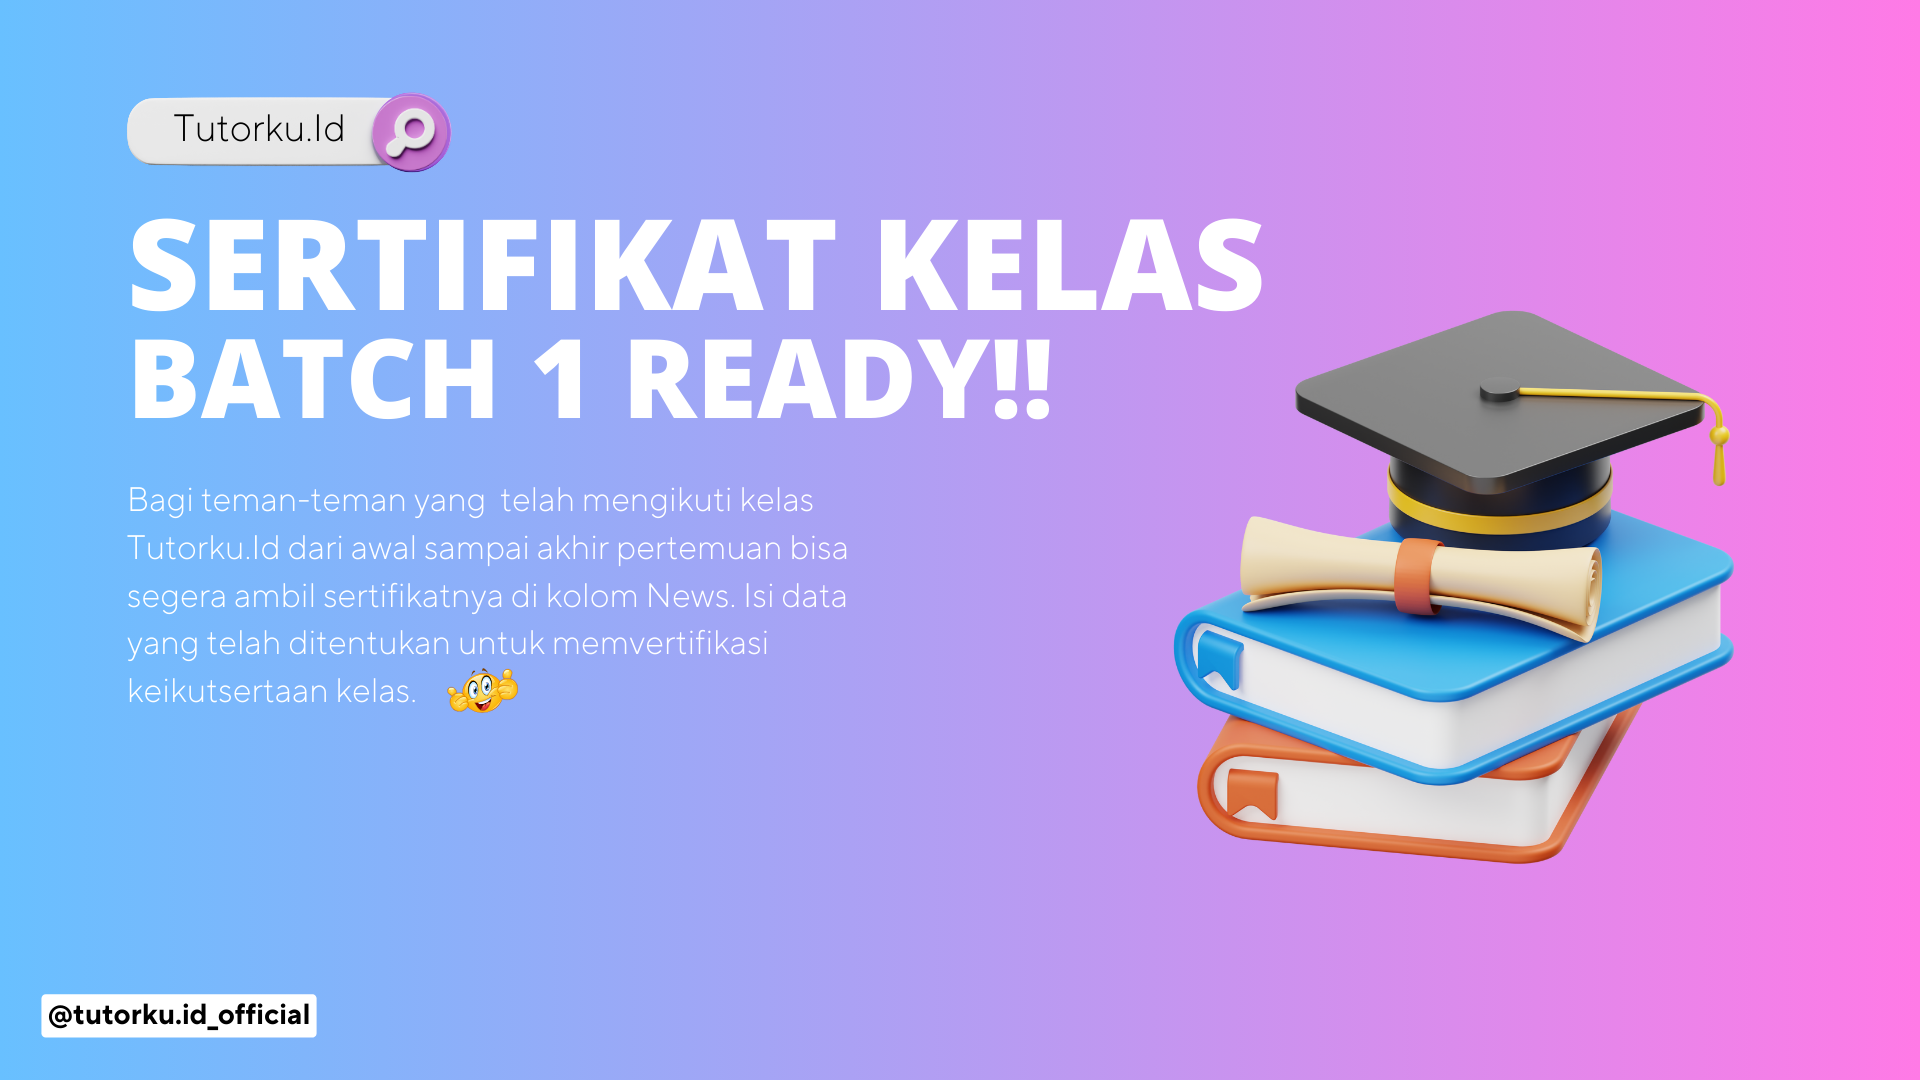 Tutorku.Id
SERTIFIKAT KELAS
BATCH 1 READY!!
Bagi teman-teman yang  telah mengikuti kelas
Tutorku.Id dari awal sampai akhir pertemuan bisa
segera ambil sertifikatnya di kolom News. Isi data
yang telah ditentukan untuk memvertifikasi
keikutsertaan kelas.
@tutorku.id_official